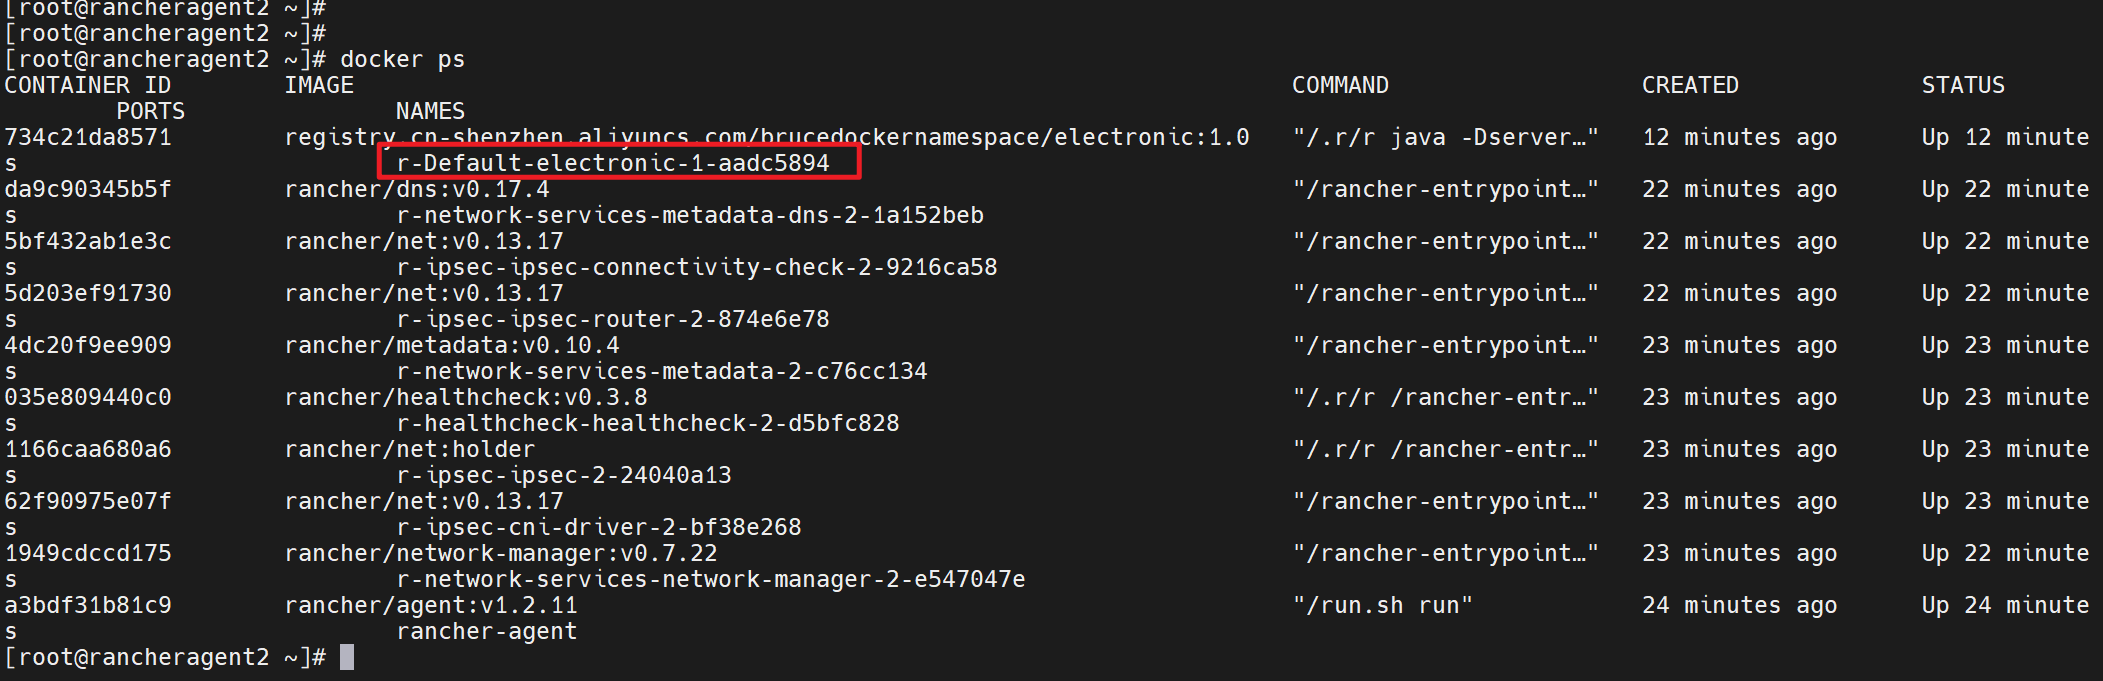 [root@rancheragent2 ~]#
[root@rancheragent2 ~]#
[root@rancheragent2 ~]# docker ps
CONTAINER ID IMAGE COMMAND CREATED STATUS
PORTS NAMES
734c21da8571 registry.cn-shenzhen.aliyuncs.com/brucedockernamespace/electronic:1.0 "/.r/r java -Dserver…" 12 minutes ago Up 12 minute
s r-Default-electronic-1-aadc5894
da9c90345b5f rancher/dns:v0.17.4 "/rancher-entrypoint…" 22 minutes ago Up 22 minute
s r-network-services-metadata-dns-2-1a152beb
5bf432ab1e3c rancher/net:v0.13.17 "/rancher-entrypoint…" 22 minutes ago Up 22 minute
s r-ipsec-ipsec-connectivity-check-2-9216ca58
5d203ef91730 rancher/net:v0.13.17 "/rancher-entrypoint…" 22 minutes ago Up 22 minute
s r-ipsec-ipsec-router-2-874e6e78
4dc20f9ee909 rancher/metadata:v0.10.4 "/rancher-entrypoint…" 23 minutes ago Up 23 minute
s r-network-services-metadata-2-c76cc134
035e809440c0 rancher/healthcheck:v0.3.8 "/.r/r /rancher-entr…" 23 minutes ago Up 23 minute
s r-healthcheck-healthcheck-2-d5bfc828
1166caa680a6 rancher/net:holder "/.r/r /rancher-entr…" 23 minutes ago Up 23 minute
s r-ipsec-ipsec-2-24040a13
62f90975e07f rancher/net:v0.13.17 "/rancher-entrypoint…" 23 minutes ago Up 23 minute
s r-ipsec-cni-driver-2-bf38e268
1949cdccd175 rancher/network-manager:v0.7.22 "/rancher-entrypoint…" 23 minutes ago Up 22 minute
s r-network-services-network-manager-2-e547047e
a3bdf31b81c9 rancher/agent:v1.2.11 "/run.sh run" 24 minutes ago Up 24 minute
s rancher-agent
[root@rancheragent2 ~]#